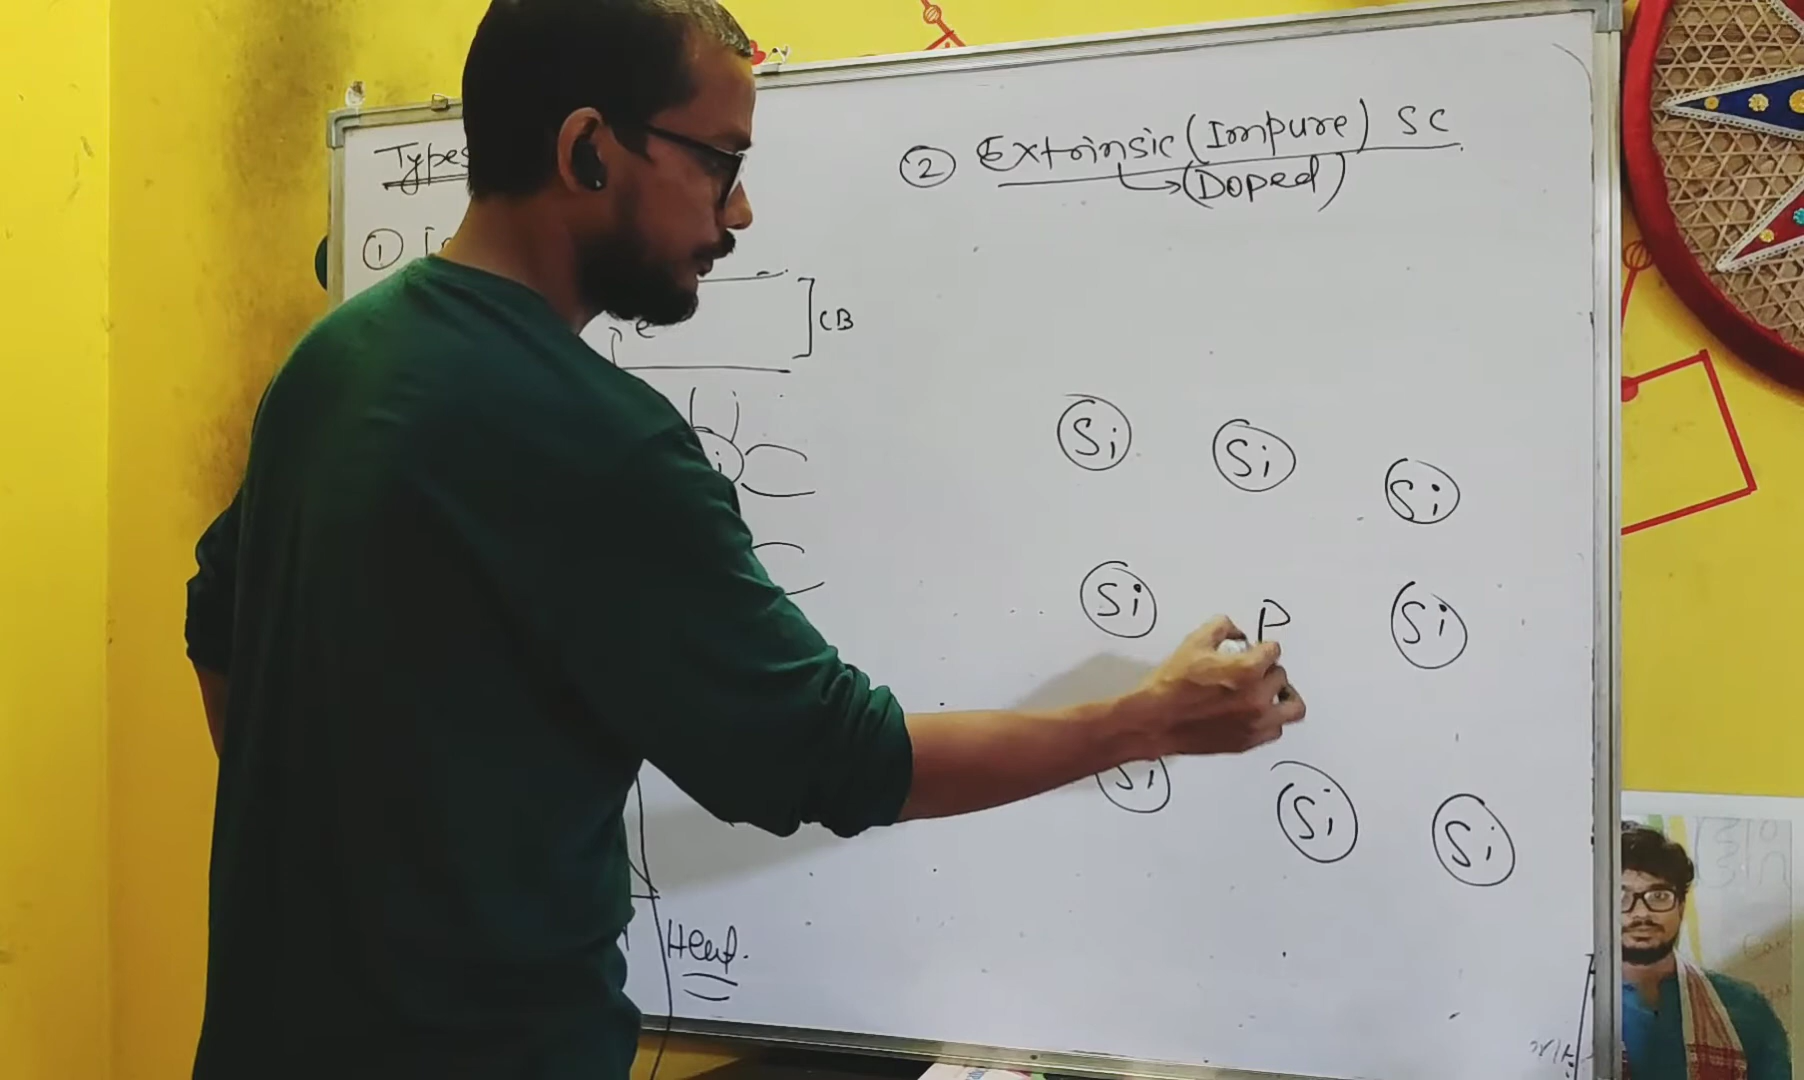 Types
①
② Extrinsic (Impure) SC
(Doped)
e
CB
Si Si Si
Si P Si
Si Si Si
Heat.